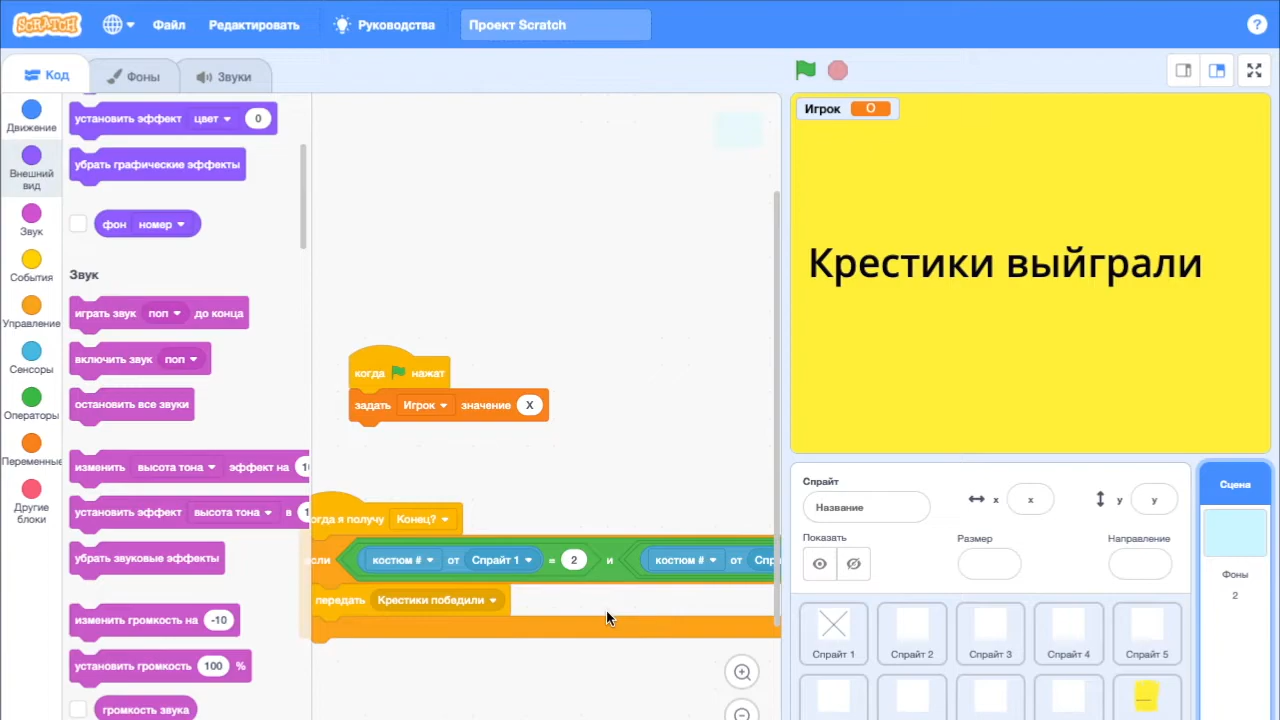 SCRATCH
Файл
Редактировать
Руководства
Проект Scratch
?
Код
Фоны
Звуки
Движение
Внешний
вид
Звук
События
Управление
Сенсоры
Операторы
Переменные
Другие
блоки
установить эффект цвет 0
убрать графические эффекты
фон номер
Звук
играть звук поп до конца
включить звук поп
остановить все звуки
изменить высота тона эффект на
установить эффект высота тона в
убрать звуковые эффекты
изменить громкость на -10
установить громкость 100 %
громкость звука
когда нажат
задать Игрок значение X
огда я получу Конец?
если костюм # от Спрайт 1 = 2 и костюм # от Спр
передать Крестики победили
Игрок O
Крестики выйграли
Спрайт
Название
x x
y y
Показать
Размер
Направление
Спрайт 1
Спрайт 2
Спрайт 3
Спрайт 4
Спрайт 5
Сцена
Фоны
2